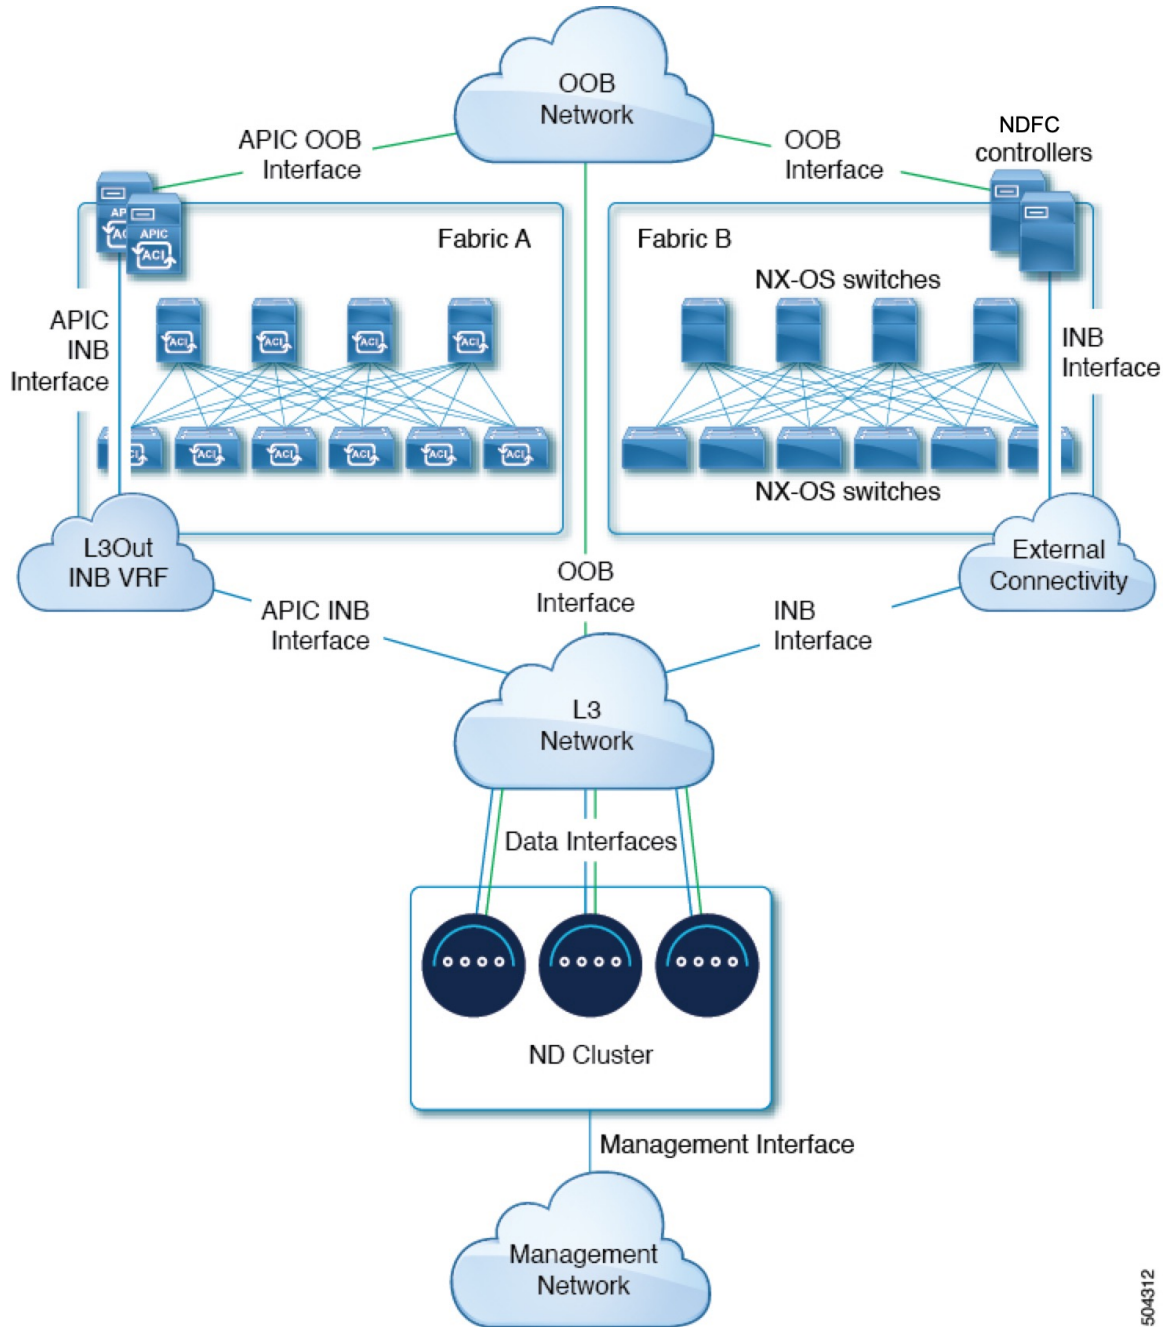 OOB
Network
APIC OOB
Interface
OOB
Interface
NDFC
controllers
AP
AC
APIC
ACI
Fabric A
Fabric B
NX-OS switches
APIC
INB
Interface
INB
Interface
ACI
ACI
ACI
ACI
ACI
ACI
ACI
ACI
ACI
ACI
NX-OS switches
L3Out
INB VRF
OOB
Interface
External
Connectivity
APIC INB
Interface
INB
Interface
L3
Network
Data Interfaces
ND Cluster
Management Interface
Management
Network
504312